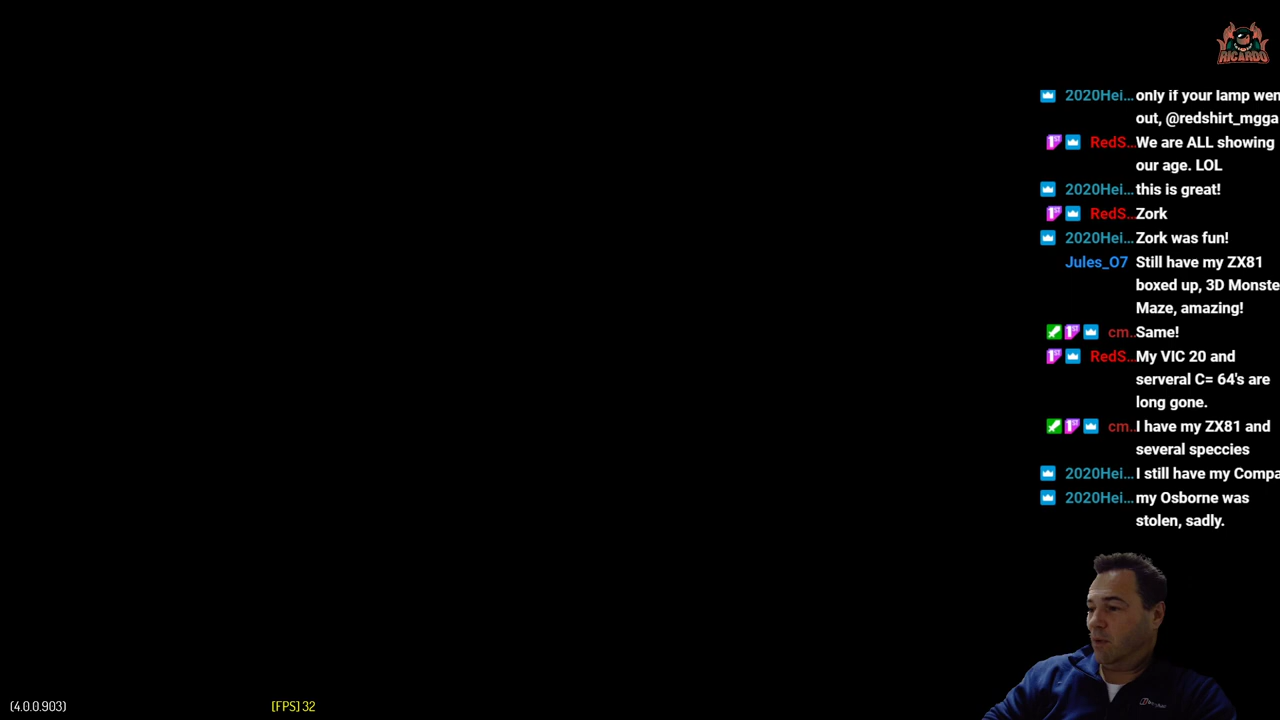 RICARDO
2020Hei... only if your lamp wen
out, @redshirt_mgga
RedS... We are ALL showing
our age. LOL
2020Hei... this is great!
RedS... Zork
2020Hei... Zork was fun!
Jules_O7 Still have my ZX81
boxed up, 3D Monste
Maze, amazing!
cm.. Same!
RedS... My VIC 20 and
serveral C= 64's are
long gone.
cm.. I have my ZX81 and
several speccies
2020Hei... I still have my Compa
2020Hei... my Osborne was
stolen, sadly.
(4.0.0.903) [FPS] 32